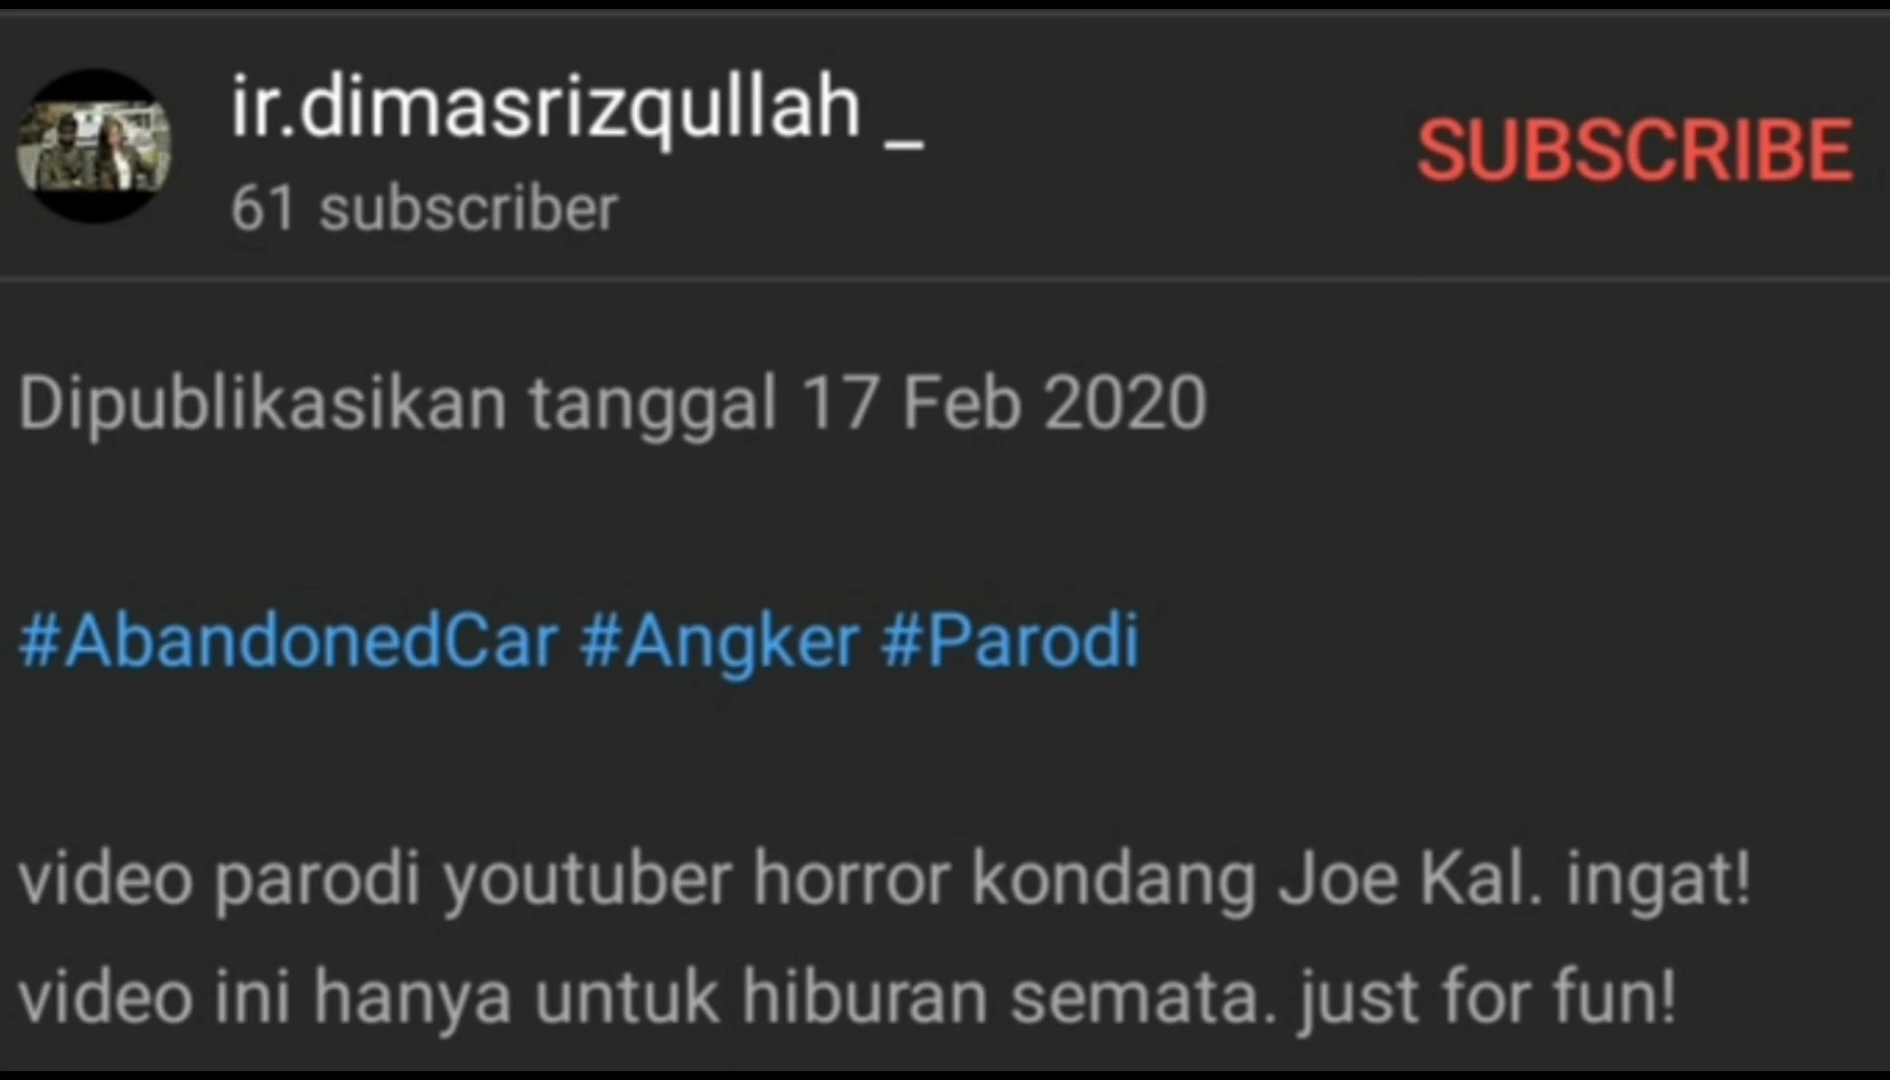 ir.dimasrizqullah _
SUBSCRIBE
61 subscriber
Dipublikasikan tanggal 17 Feb 2020
#AbandonedCar #Angker #Parodi
video parodi youtuber horror kondang Joe Kal. ingat!
video ini hanya untuk hiburan semata. just for fun!